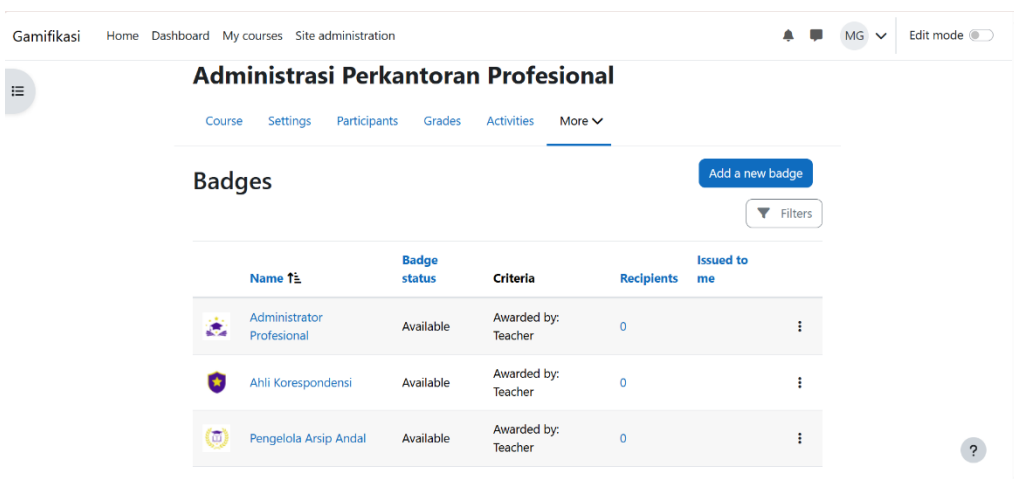 Gamifikasi Home Dashboard My courses Site administration MG Edit mode
Administrasi Perkantoran Profesional
Course Settings Participants Grades Activities More
Badges
Add a new badge
Filters
Name Badge status Criteria Recipients Issued to me
Administrator Profesional Available Awarded by: Teacher 0
Ahli Korespondensi Available Awarded by: Teacher 0
Pengelola Arsip Andal Available Awarded by: Teacher 0
?